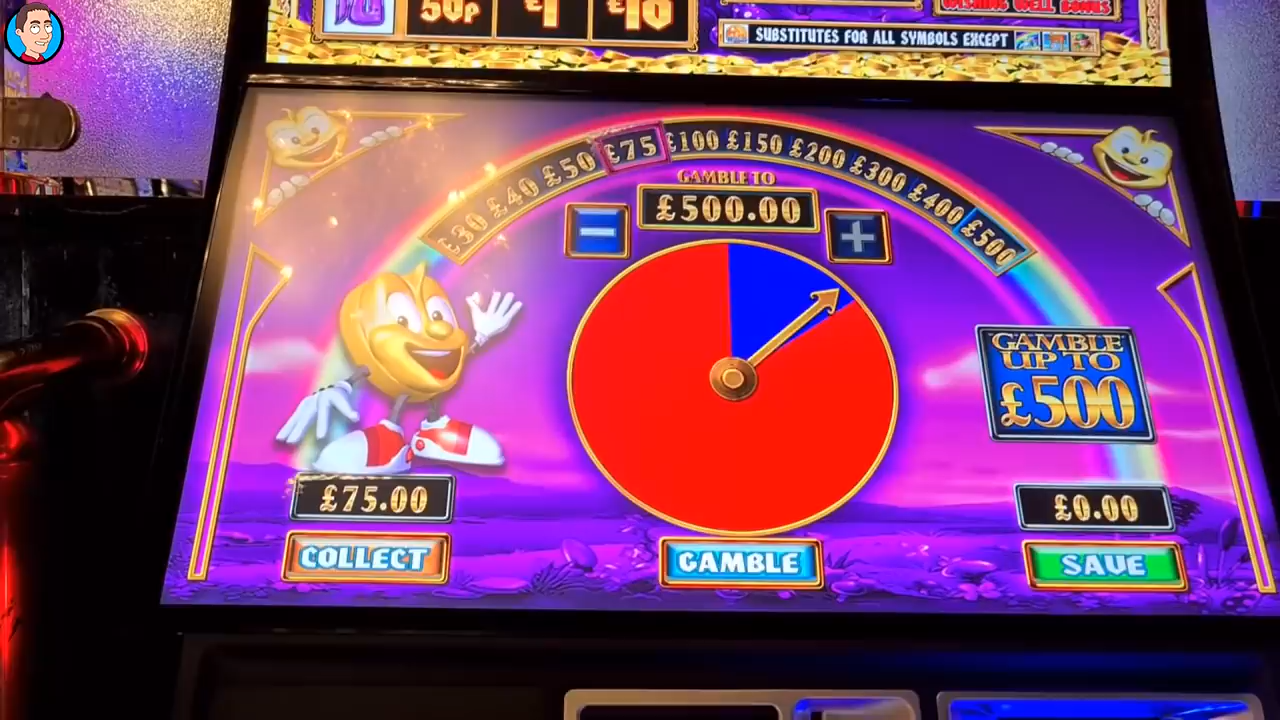 50p £1 £10
WISHING WELL BONUS
SUBSTITUTES FOR ALL SYMBOLS EXCEPT
£30 £40 £50 £75 £100 £150 £200 £300 £400 £500
GAMBLE TO
£500.00
− +
GAMBLE
UP TO
£500
£75.00
£0.00
COLLECT
GAMBLE
SAVE